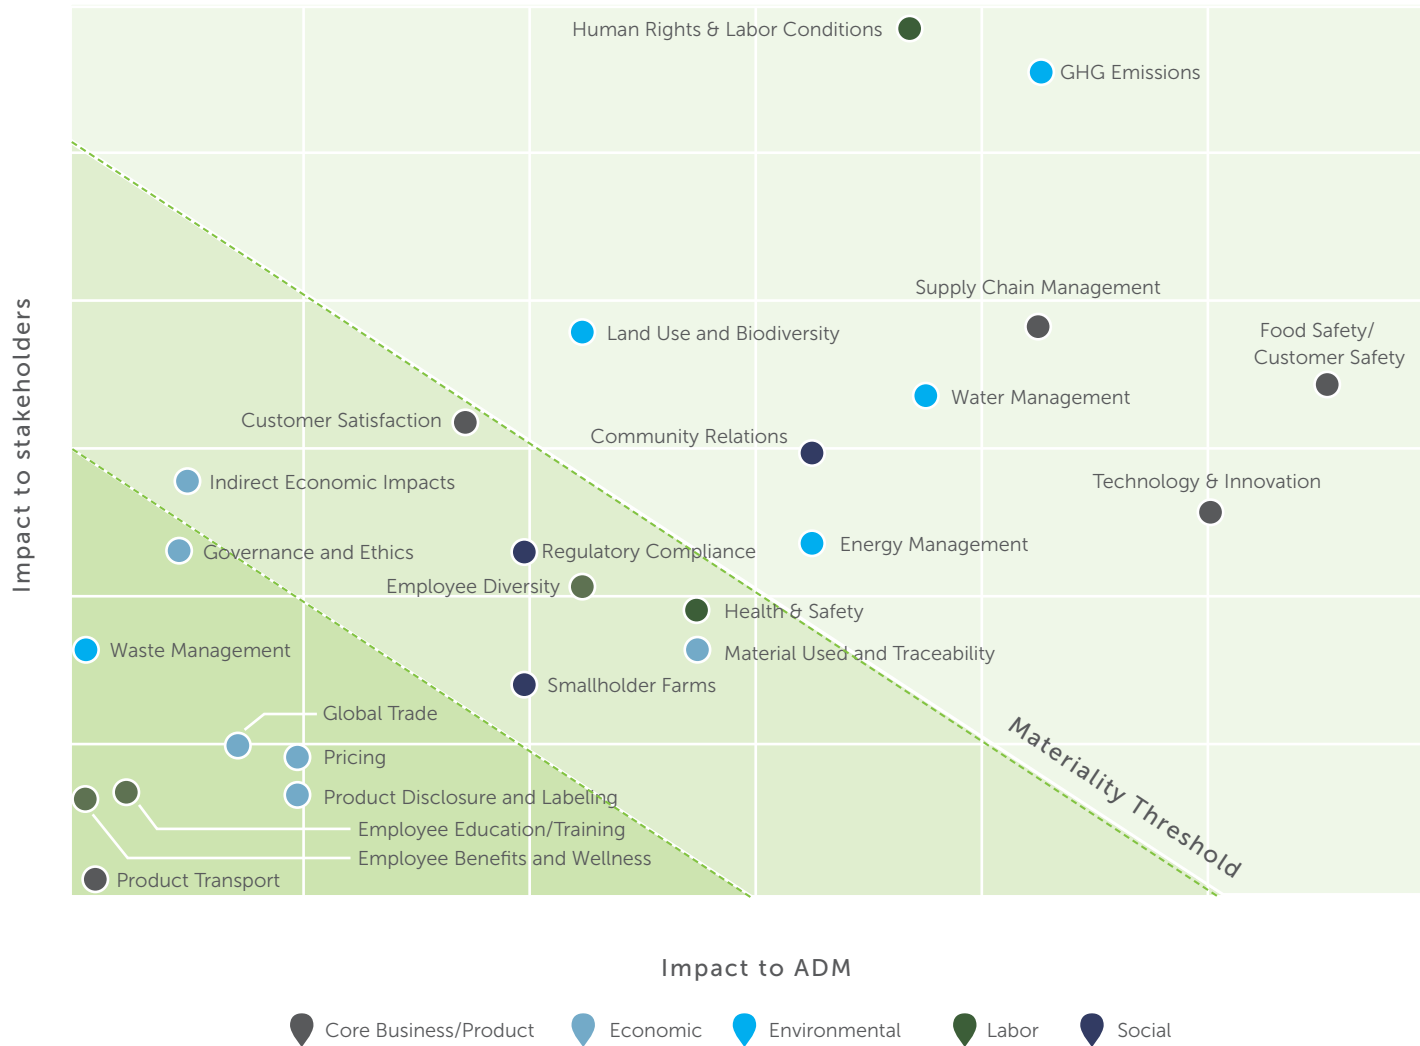 Human Rights & Labor Conditions
GHG Emissions
Supply Chain Management
Food Safety/
Customer Safety
Land Use and Biodiversity
Water Management
Customer Satisfaction
Community Relations
Indirect Economic Impacts
Technology & Innovation
Governance and Ethics
Regulatory Compliance
Energy Management
Employee Diversity
Health & Safety
Waste Management
Material Used and Traceability
Smallholder Farms
Global Trade
Pricing
Product Disclosure and Labeling
Employee Education/Training
Employee Benefits and Wellness
Product Transport
Materiality Threshold
Impact to stakeholders
Impact to ADM
Core Business/Product
Economic
Environmental
Labor
Social